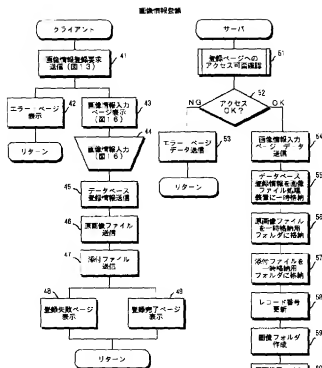 画像情報登録
クライアント
画像情報登録要求
送信(図13)
41
エラー・ページ
表示
42
リターン
画像情報入力
ページ表示
(図16)
43
画像情報入力
(図16)
44
データベース
登録情報送信
45
原画像ファイル
送信
46
添付ファイル
送信
47
登録失敗ページ
表示
48
登録完了ページ
表示
49
リターン
サーバ
登録ページへの
アクセス可否確認
51
アクセス
OK?
52
NG
OK
エラー・ページ
データ送信
53
リターン
画像情報入力
ページ・データ
送信
54
データベース
登録情報を画像
ファイル処理
装置に一時格納
55
原画像ファイル
を一時格納用
フォルダに格納
56
添付ファイルを
一時格納用
フォルダに格納
57
レコード番号
更新
58
画像フォルダ
作成
59